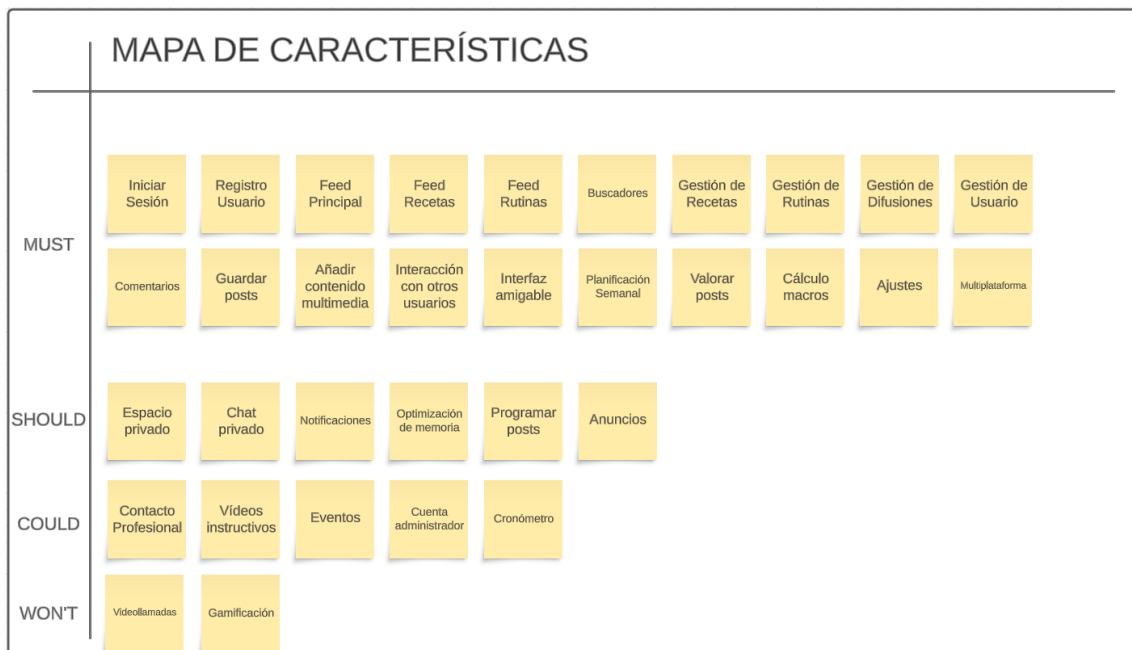 MAPA DE CARACTERÍSTICAS
MUST
Iniciar
Sesión
Registro
Usuario
Feed
Principal
Feed
Recetas
Feed
Rutinas
Buscadores
Gestión de
Recetas
Gestión de
Rutinas
Gestión de
Difusiones
Gestión de
Usuario
Comentarios
Guardar
posts
Añadir
contenido
multimedia
Interacción
con otros
usuarios
Interfaz
amigable
Planificación
Semanal
Valorar
posts
Cálculo
macros
Ajustes
Multiplataforma
SHOULD
Espacio
privado
Chat
privado
Notificaciones
Optimización
de memoria
Programar
posts
Anuncios
COULD
Contacto
Profesional
Vídeos
instructivos
Eventos
Cuenta
administrador
Cronómetro
WON'T
Videollamadas
Gamificación